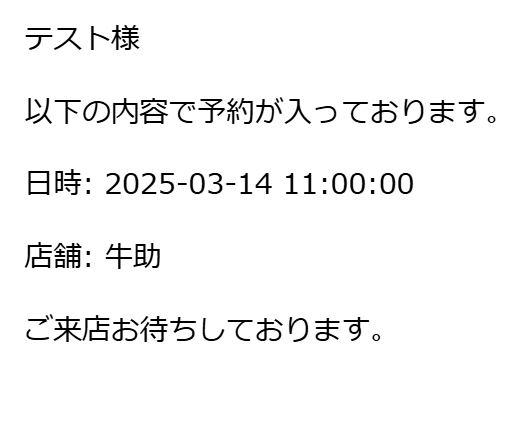 テスト様
以下の内容で予約が入っております。
日時: 2025-03-14 11:00:00
店舗: 牛助
ご来店お待ちしております。